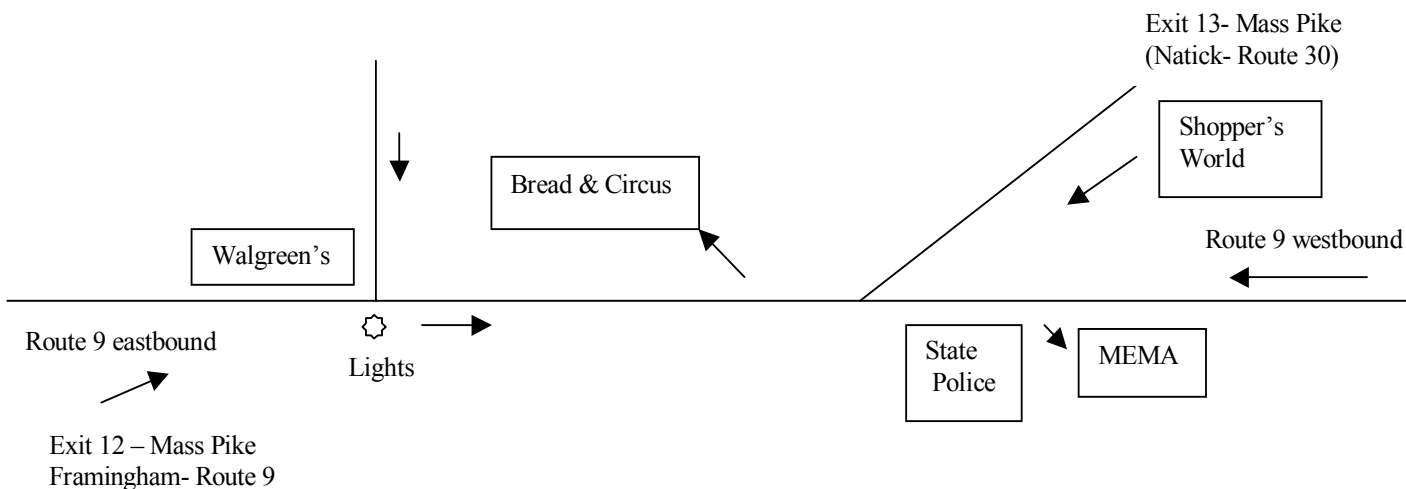 Exit 13- Mass Pike
(Natick- Route 30)
Shopper’s
World
Bread & Circus
Walgreen’s
Route 9 westbound
Route 9 eastbound
Lights
State
Police
MEMA
Exit 12 – Mass Pike
Framingham- Route 9